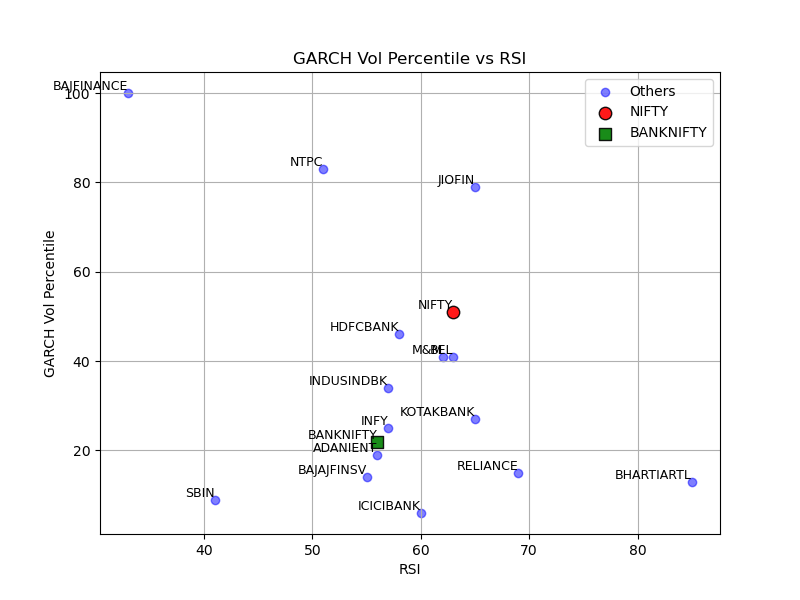 GARCH Vol Percentile vs RSI
BAJFINANCE
Others
NIFTY
BANKNIFTY
100
NTPC
JIOFIN
80
GARCH Vol Percentile
60
NIFTY
HDFCBANK
M&M
BEL
40
INDUSINDBK
KOTAKBANK
INFY
BANKNIFTY
ADANIENT
20
BAJAJFINSV
RELIANCE
BHARTIARTL
SBIN
ICICIBANK
40
50
60
70
80
RSI